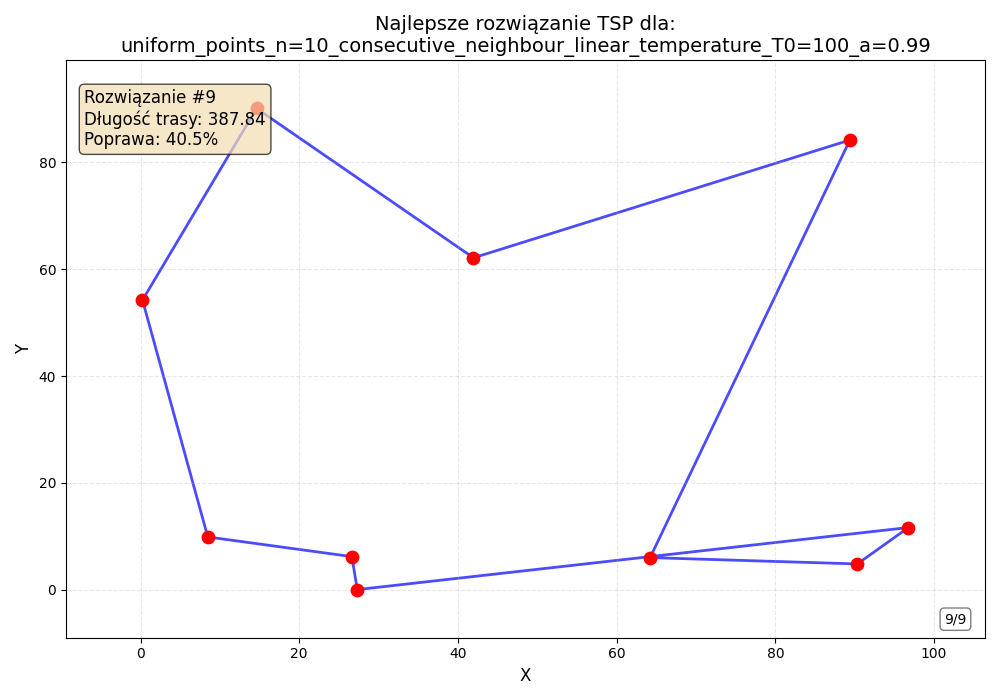 Najlepsze rozwiązanie TSP dla:
uniform_points_n=10_consecutive_neighbour_linear_temperature_T0=100_a=0.99
Rozwiązanie #9
Długość trasy: 387.84
Poprawa: 40.5%
80
60
40
20
0
Y
9/9
0
20
40
60
80
100
X